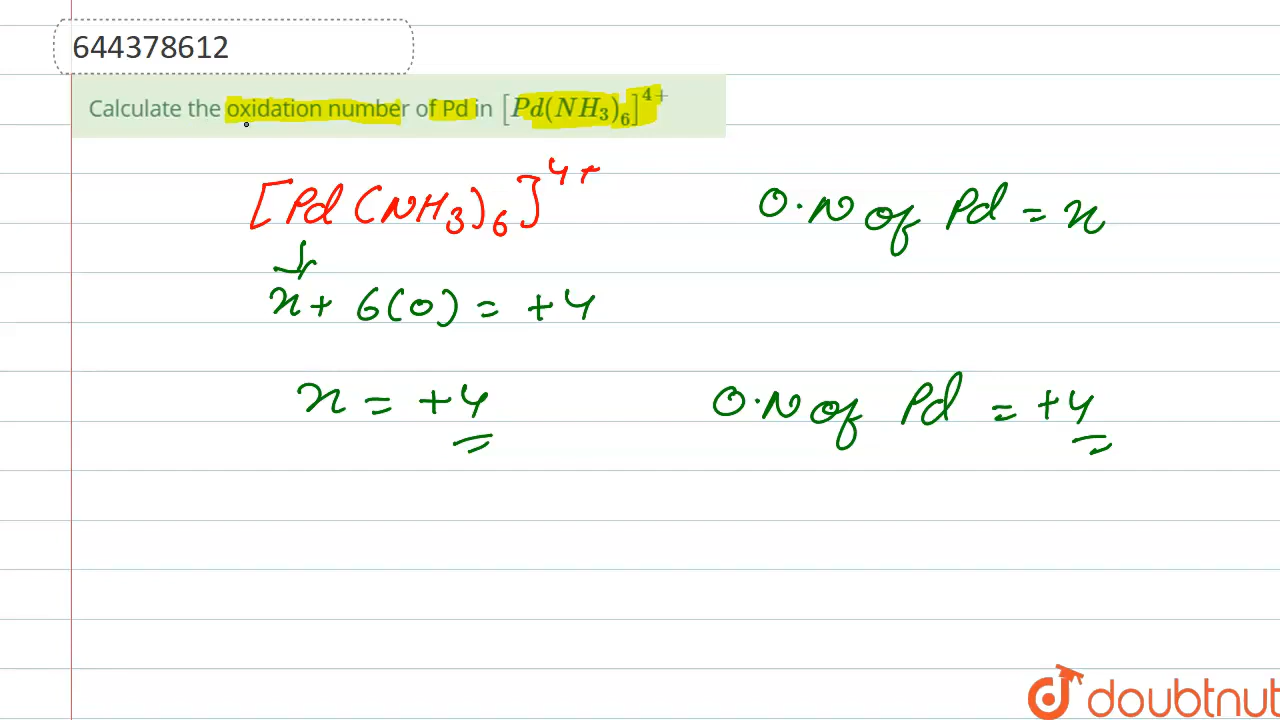 644378612
Calculate the oxidation number of Pd in [Pd(NH₃)₆]⁴⁺
[Pd(NH₃)₆]⁴⁺
O.N of Pd = x
x + 6(0) = +4
x = +4
O.N of Pd = +4
doubtnut